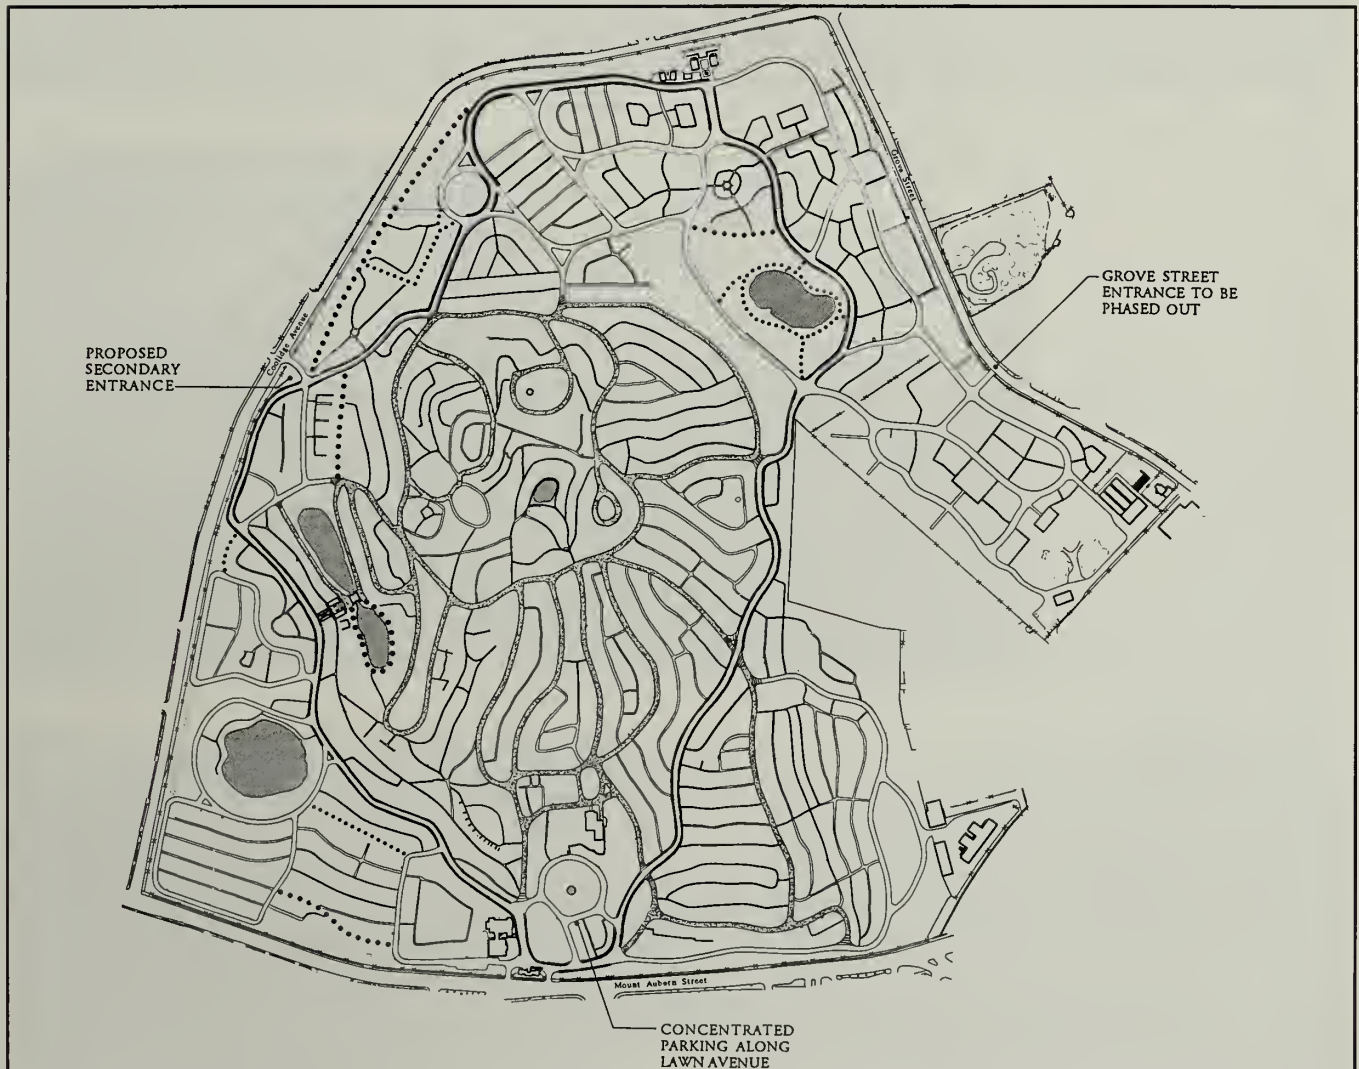 Grove Street
GROVE STREET
ENTRANCE TO BE
PHASED OUT
Coolidge Avenue
PROPOSED
SECONDARY
ENTRANCE
Mount Auburn Street
CONCENTRATED
PARKING ALONG
LAWN AVENUE